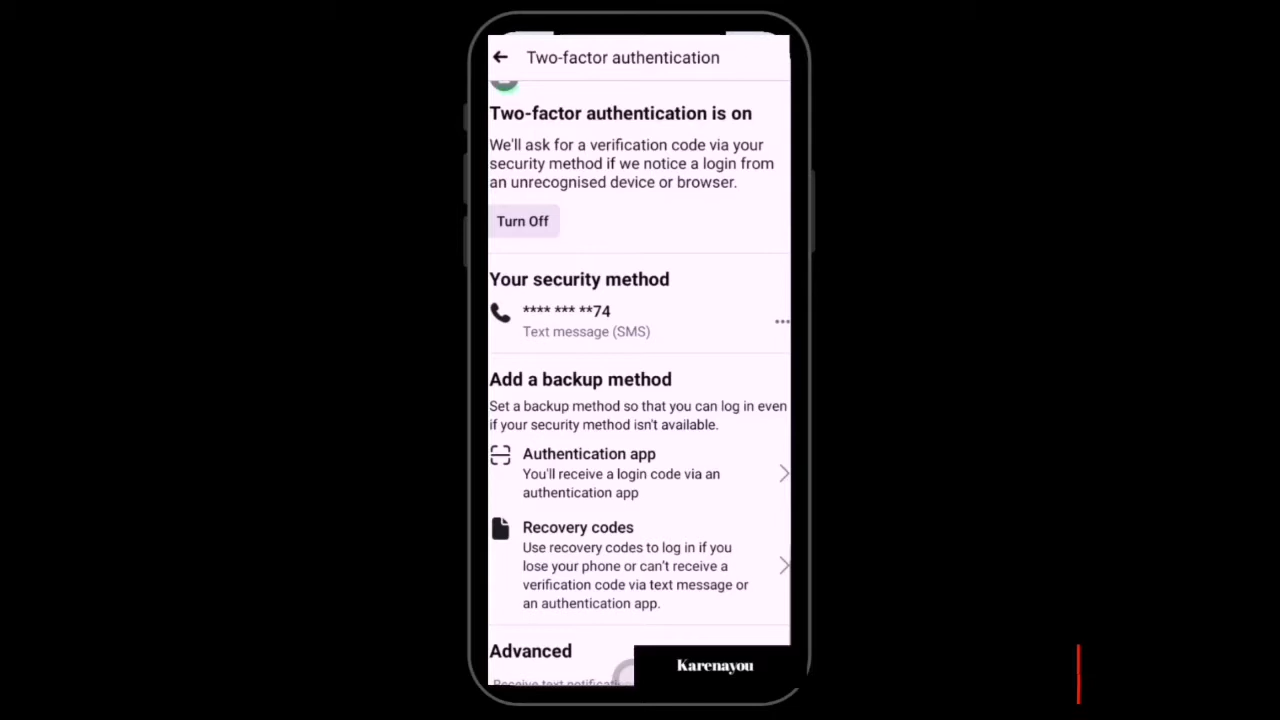 Two-factor authentication
Two-factor authentication is on
We'll ask for a verification code via your
security method if we notice a login from
an unrecognised device or browser.
Turn Off
Your security method
**** *** **74
Text message (SMS)
Add a backup method
Set a backup method so that you can log in even
if your security method isn't available.
Authentication app
You'll receive a login code via an
authentication app
Recovery codes
Use recovery codes to log in if you
lose your phone or can't receive a
verification code via text message or
an authentication app.
Advanced
Receive text
Karenayou